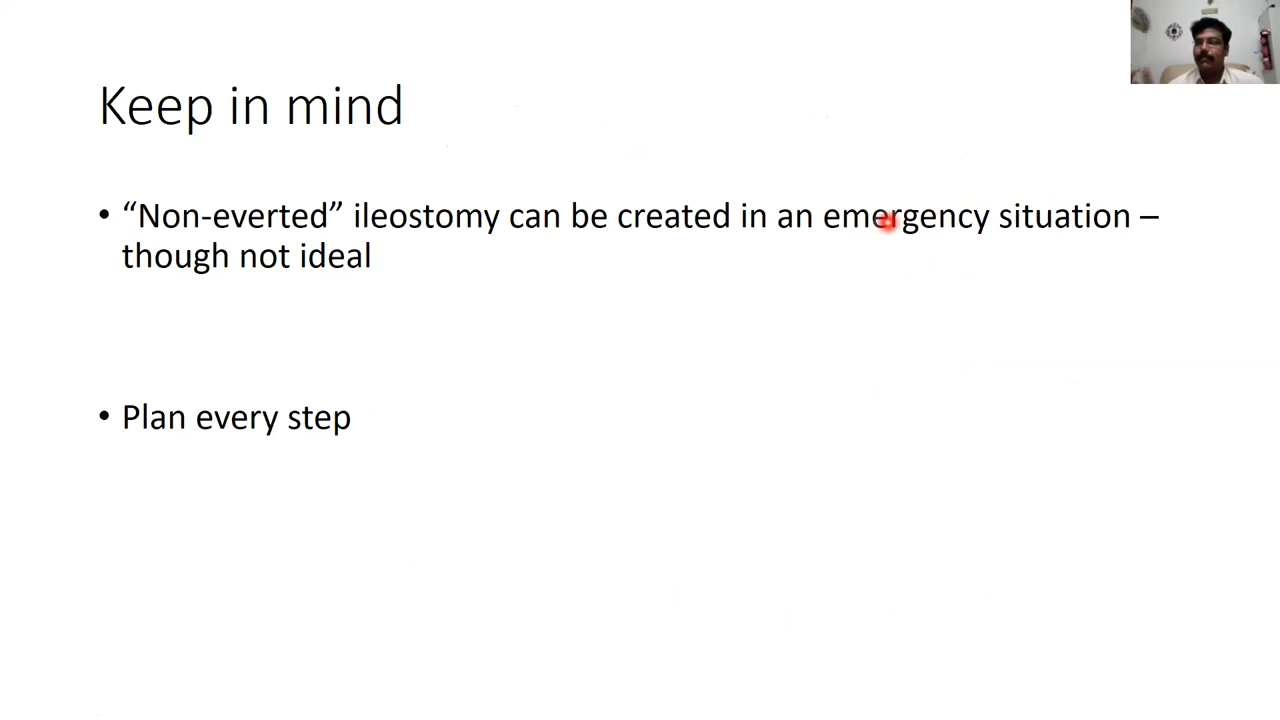 Keep in mind
• “Non-everted” ileostomy can be created in an emergency situation –
though not ideal
• Plan every step